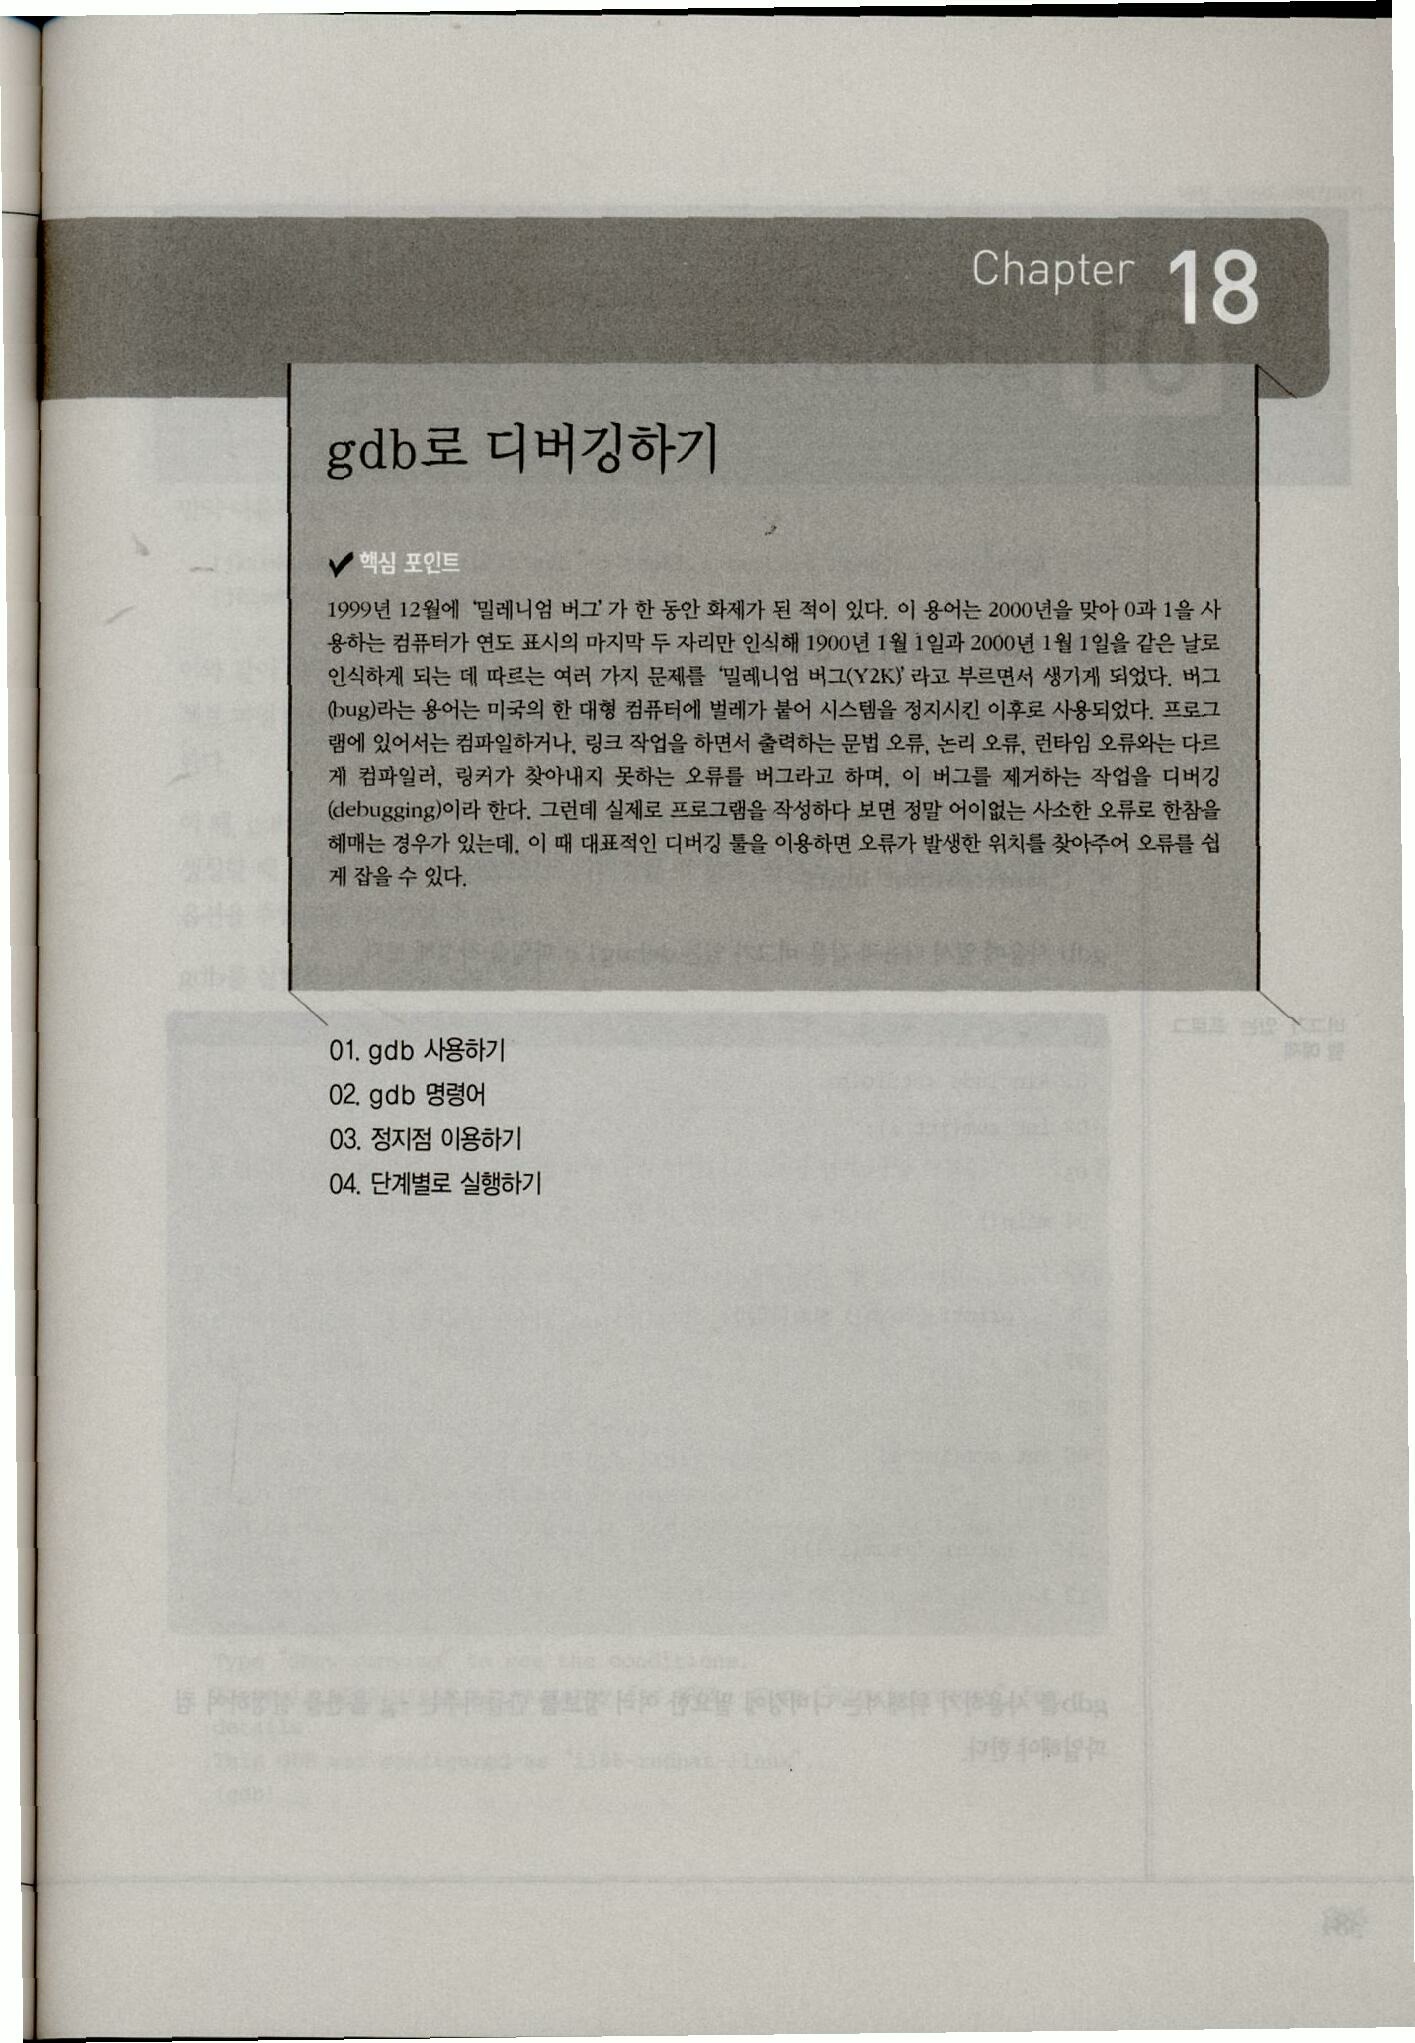 Chapter 18
gdb로 디버깅하기
✔ 핵심 포인트
1999년 12월에 '밀레니엄 버그'가 한 동안 화제가 된 적이 있다. 이 용어는 2000년을 맞아 0과 1을 사
용하는 컴퓨터가 연도 표시의 마지막 두 자리만 인식해 1900년 1월 1일과 2000년 1월 1일을 같은 날로
인식하게 되는 데 따르는 여러 가지 문제를 '밀레니엄 버그(Y2K)'라고 부르면서 생기게 되었다. 버그
(bug)라는 용어는 미국의 한 대형 컴퓨터에 벌레가 붙어 시스템을 정지시킨 이후로 사용되었다. 프로그
램에 있어서는 컴파일하거나, 링크 작업을 하면서 출력하는 문법 오류, 논리 오류, 런타임 오류와는 다르
게 컴파일러, 링커가 찾아내지 못하는 오류를 버그라고 하며, 이 버그를 제거하는 작업을 디버깅
(debugging)이라 한다. 그런데 실제로 프로그램을 작성하다 보면 정말 어이없는 사소한 오류로 한참을
헤매는 경우가 있는데, 이 때 대표적인 디버깅 툴을 이용하면 오류가 발생한 위치를 찾아주어 오류를 쉽
게 잡을 수 있다.
01. gdb 사용하기
02. gdb 명령어
03. 정지점 이용하기
04. 단계별로 실행하기